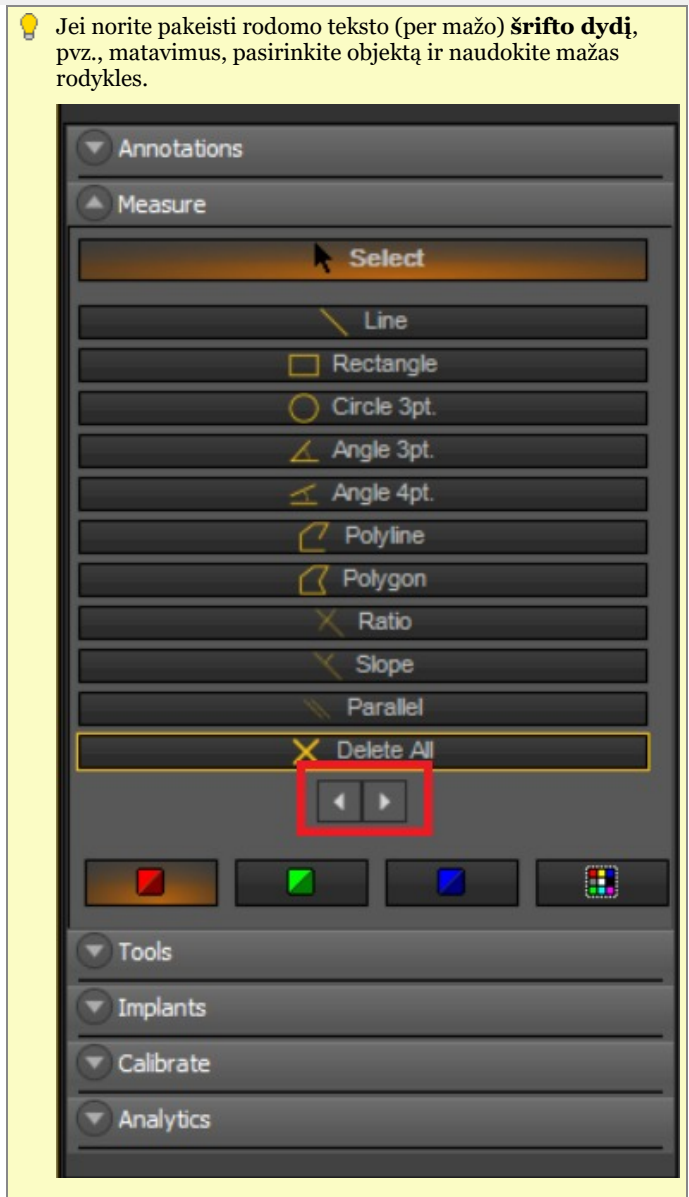 Jei norite pakeisti rodomo teksto (per mažo) šrifto dydį,
pvz., matavimus, pasirinkite objektą ir naudokite mažas
rodykles.
Annotations
Measure
Select
Line
Rectangle
Circle 3pt.
Angle 3pt.
Angle 4pt.
Polyline
Polygon
Ratio
Slope
Parallel
Delete All
Tools
Implants
Calibrate
Analytics